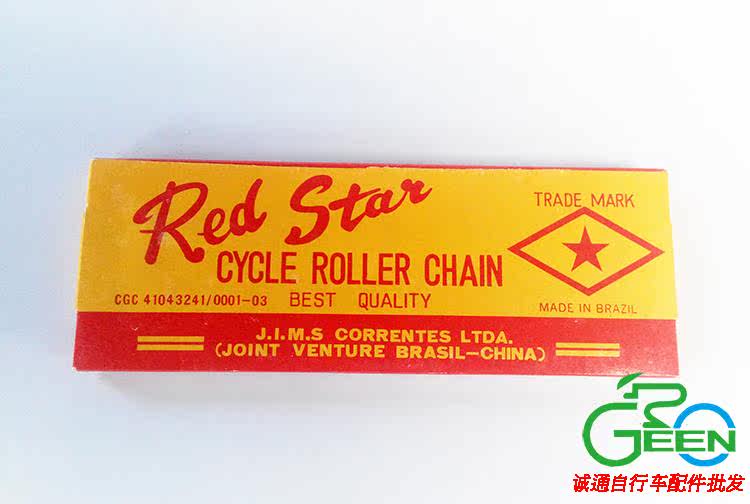 Red Star
TRADE MARK
CYCLE ROLLER CHAIN
CGC 41043241/0001-03 BEST QUALITY
MADE IN BRAZIL
J.I.M.S CORRENTES LTDA.
(JOINT VENTURE BRASIL-CHINA)
GEEN
诚通自行车配件批发